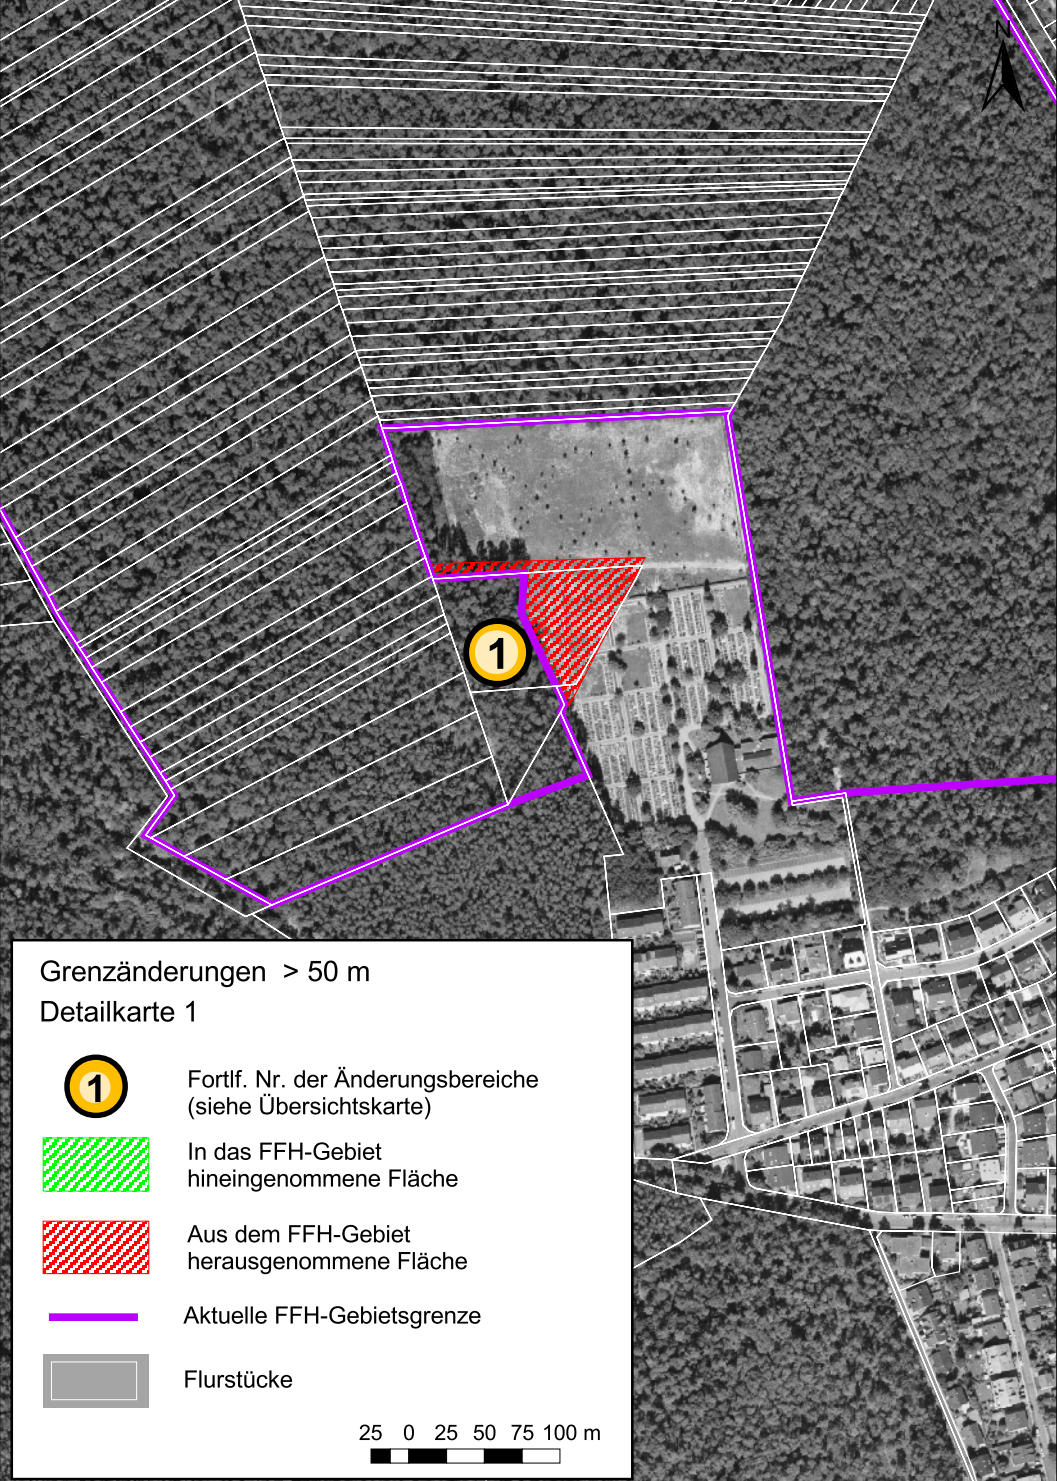 N
1
Grenzänderungen > 50 m
Detailkarte 1
1
Fortlf. Nr. der Änderungsbereiche
(siehe Übersichtskarte)
In das FFH-Gebiet
hineingenommene Fläche
Aus dem FFH-Gebiet
herausgenommene Fläche
Aktuelle FFH-Gebietsgrenze
Flurstücke
25 0 25 50 75 100 m